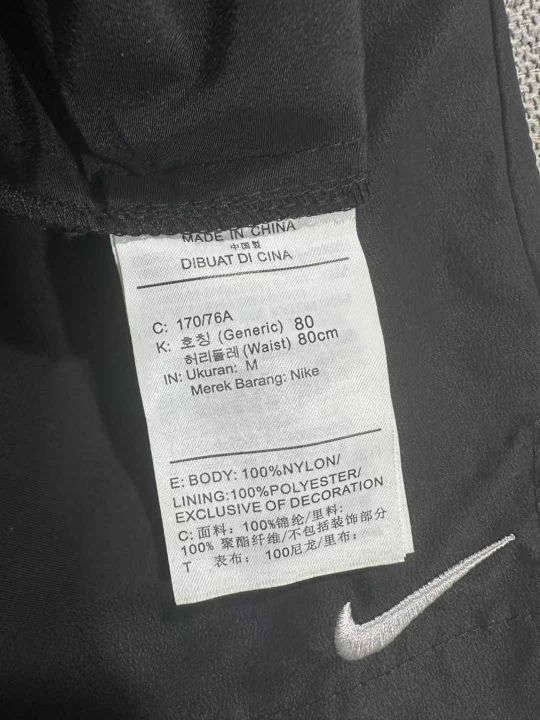 MADE IN CHINA
中国製
DIBUAT DI CINA
C: 170/76A
K: 호칭 (Generic) 80
허리둘레 (Waist) 80cm
IN: Ukuran: M
Merek Barang: Nike
E: BODY: 100%NYLON/
LINING:100%POLYESTER/
EXCLUSIVE OF DECORATION
C: 面料：100%锦纶/里料：
100% 聚酯纤维/不包括装饰部分
T 表布：100尼龙/里布：